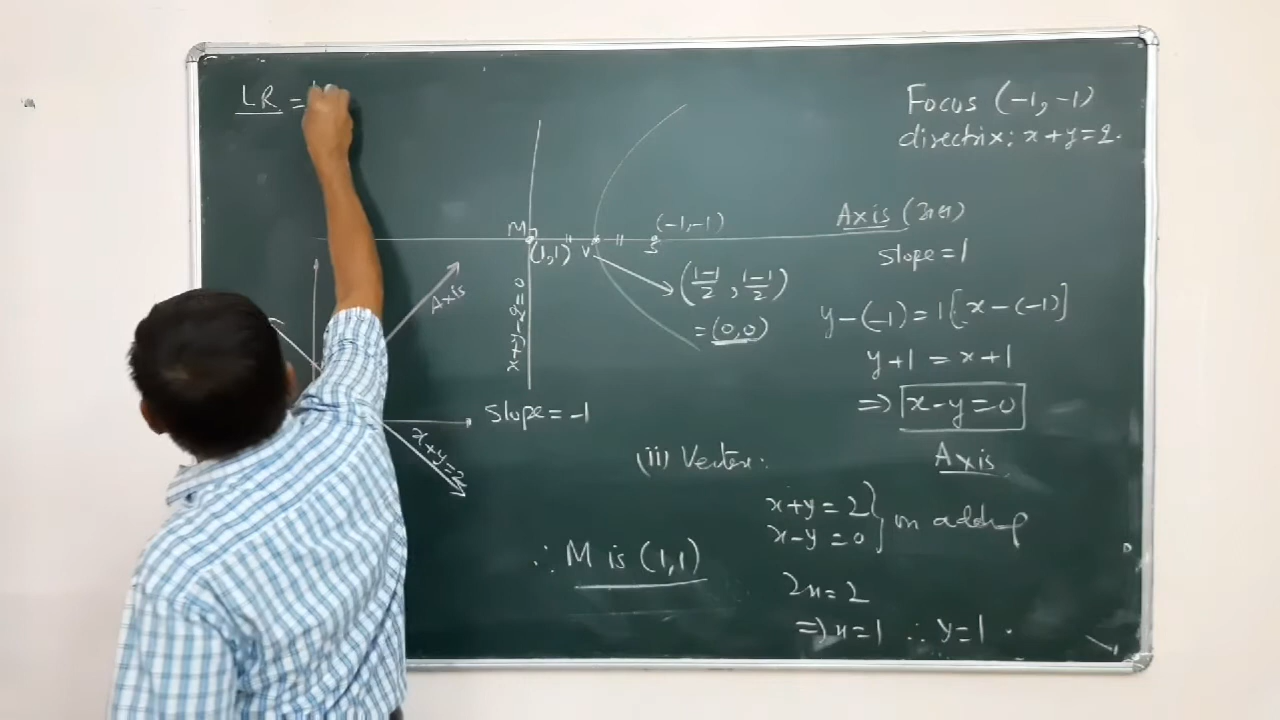 LR =
Focus (-1, -1)
directrix: x+y=2.
Axis
slope=1
y-(-1)=1[x-(-1)]
y+1 = x+1
⇒ x-y=0
Axis
M
(1,1)
V
S
(-1,-1)
(1-1/2, 1-1/2)
=(0,0)
x+y-2=0
Axis
slope = -1
x+y=2
(ii) Vertex:
x+y=2
x-y=0
on adding
2x=2
⇒x=1 ∴ y=1.
∴ M is (1,1)